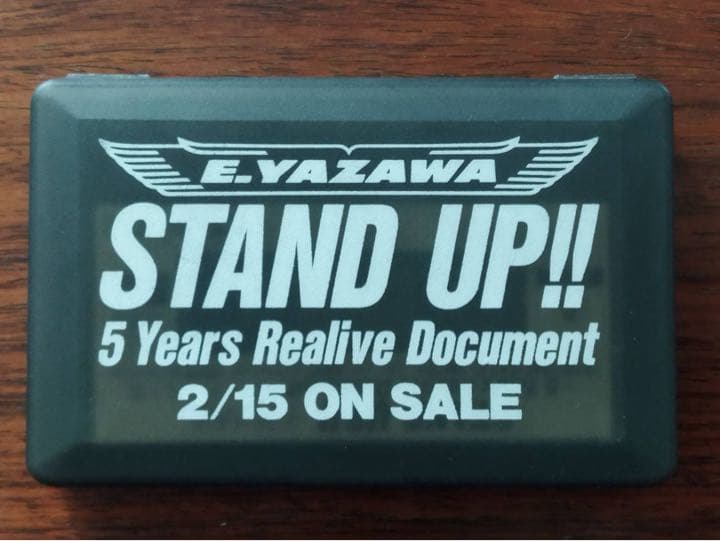 E.YAZAWA
STAND UP!!
5 Years Realive Document
2/15 ON SALE